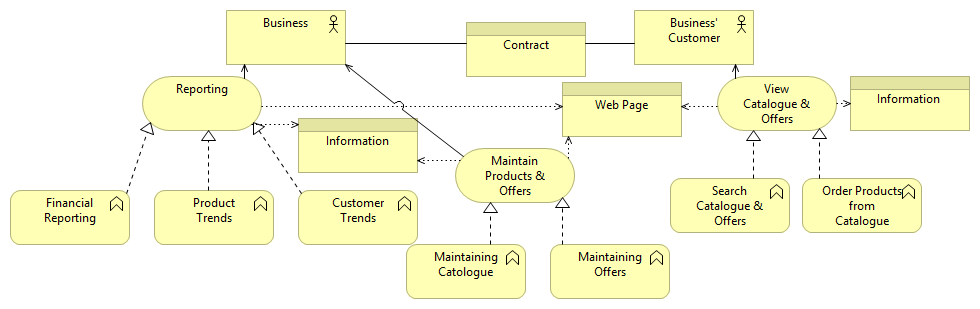 Business
Contract
Business'
Customer
Reporting
Web Page
View
Catalogue &
Offers
Information
Information
Maintain
Products &
Offers
Financial
Reporting
Product
Trends
Customer
Trends
Search
Catalogue &
Offers
Order Products
from
Catalogue
Maintaining
Catologue
Maintaining
Offers